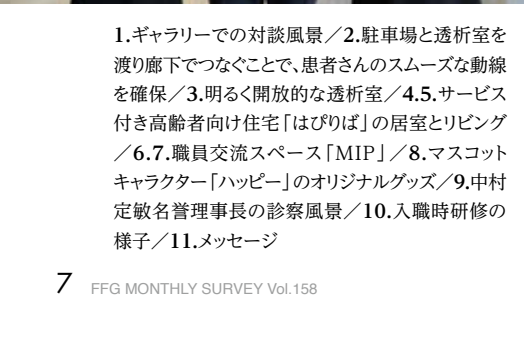 1.ギャラリーでの対談風景／2.駐車場と透析室を
渡り廊下でつなぐことで、患者さんのスムーズな動線
を確保／3.明るく開放的な透析室／4.5.サービス
付き高齢者向け住宅「はぴりば」の居室とリビング
／6.7.職員交流スペース「MIP」／8.マスコット
キャラクター「ハッピー」のオリジナルグッズ／9.中村
定敏名誉理事長の診察風景／10.入職時研修の
様子／11.メッセージ
7 FFG MONTHLY SURVEY Vol.158